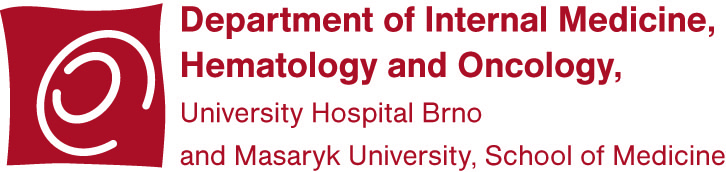 Department of Internal Medicine,
Hematology and Oncology,
University Hospital Brno
and Masaryk University, School of Medicine